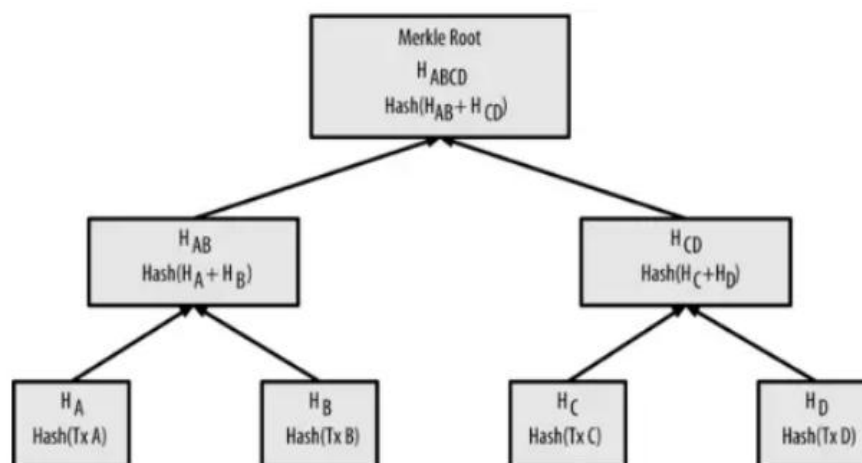 Merkle Root
H ABCD
Hash(H AB + H CD)
H AB
Hash(H A + H B)
H CD
Hash(H C+H D)
H A
Hash(Tx A)
H B
Hash(Tx B)
H C
Hash(Tx C)
H D
Hash(Tx D)